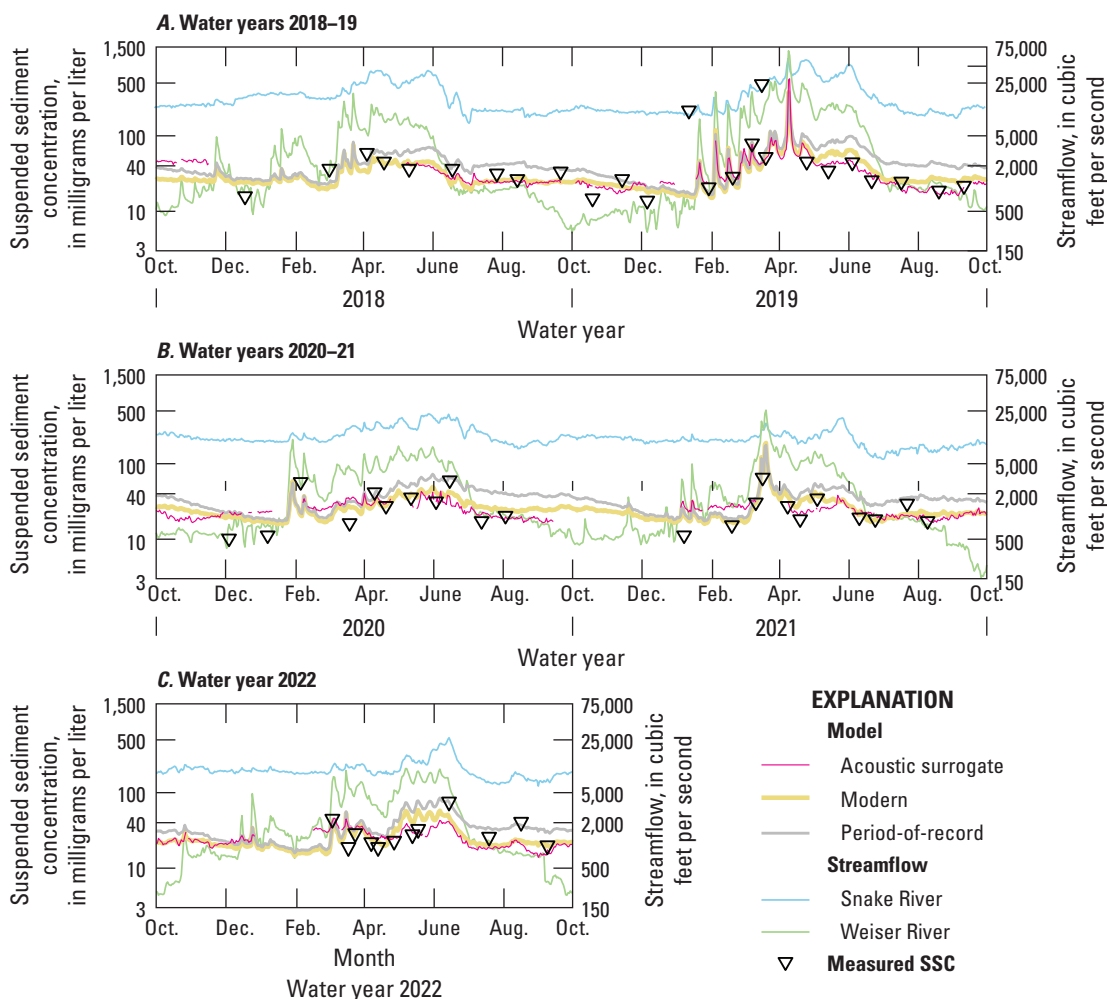 A. Water years 2018–19
Suspended sediment
concentration,
in milligrams per liter
1,500
500
100
40
10
3
75,000
25,000
5,000
2,000
500
150
Streamflow, in cubic
feet per second
Oct. Dec. Feb. Apr. June Aug. Oct. Dec. Feb. Apr. June Aug. Oct.
2018 2019
Water year
B. Water years 2020–21
Suspended sediment
concentration,
in milligrams per liter
1,500
500
100
40
10
3
75,000
25,000
5,000
2,000
500
150
Streamflow, in cubic
feet per second
Oct. Dec. Feb. Apr. June Aug. Oct. Dec. Feb. Apr. June Aug. Oct.
2020 2021
Water year
C. Water year 2022
Suspended sediment
concentration,
in milligrams per liter
1,500
500
100
40
10
3
75,000
25,000
5,000
2,000
500
150
Streamflow, in cubic
feet per second
Oct. Dec. Feb. Apr. June Aug. Oct.
Month
Water year 2022
EXPLANATION
Model
Acoustic surrogate
Modern
Period-of-record
Streamflow
Snake River
Weiser River
Measured SSC